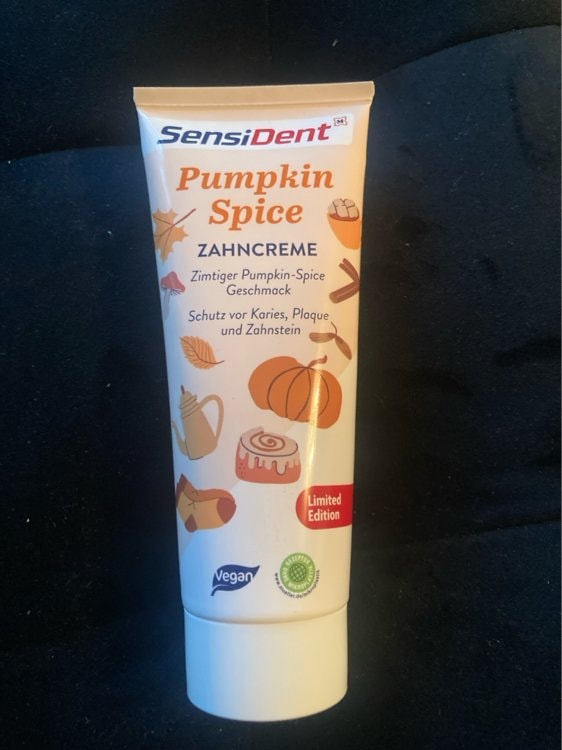 SensiDent
Pumpkin
Spice
ZAHNCREME
Zimtiger Pumpkin-Spice
Geschmack
Schutz vor Karies, Plaque
und Zahnstein
Limited
Edition
Vegan